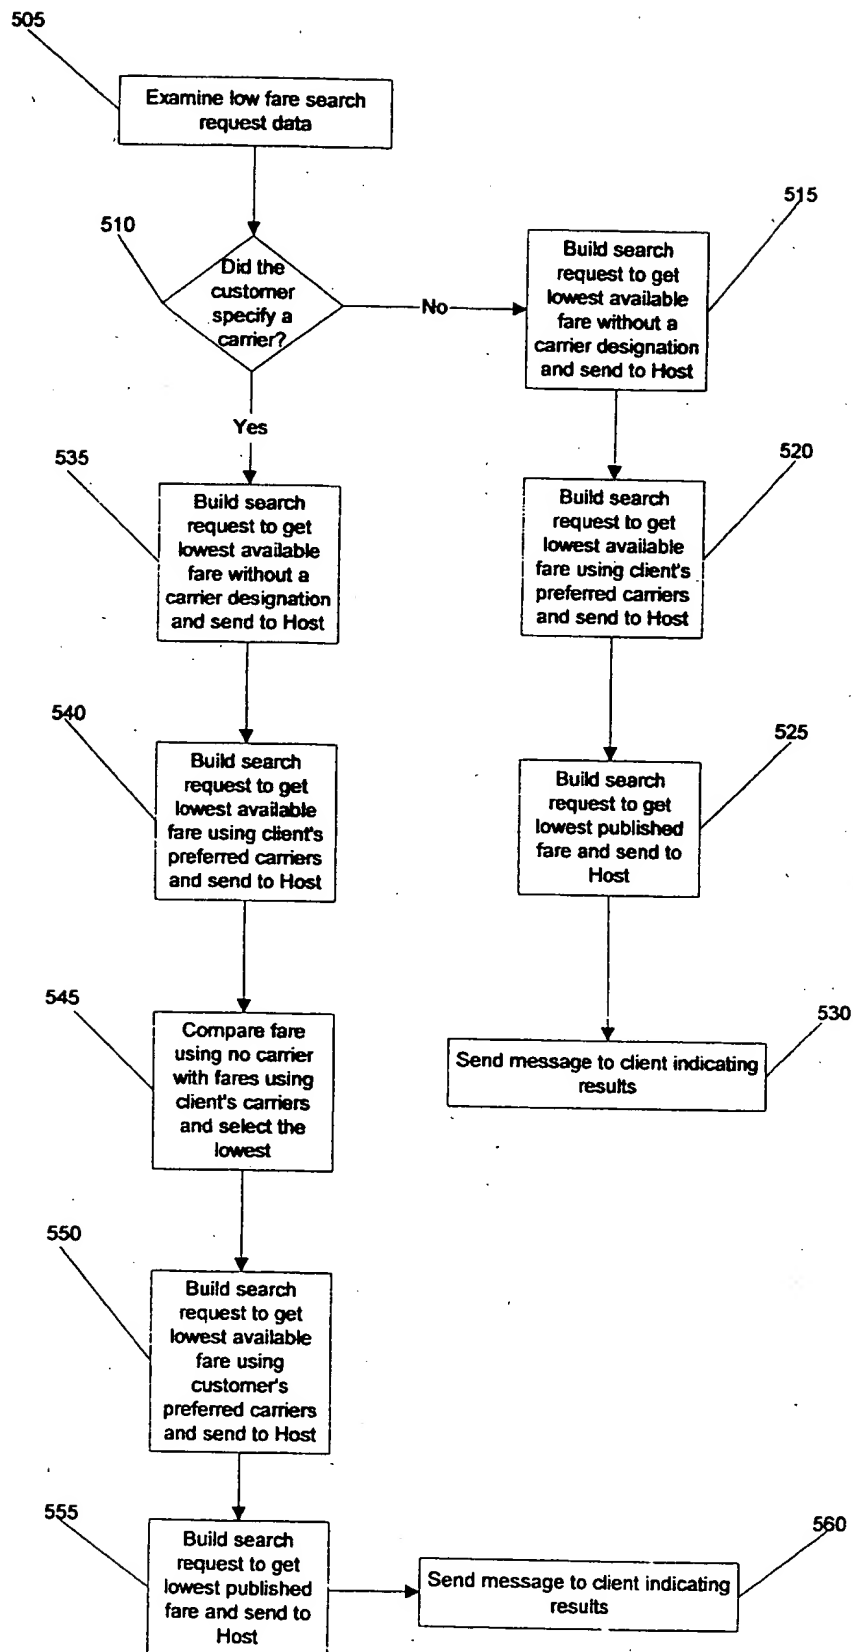 505
Examine low fare search
request data
510
Did the
customer
specify a
carrier?
No
515
Build search
request to get
lowest available
fare without a
carrier designation
and send to Host
Yes
535
Build search
request to get
lowest available
fare without a
carrier designation
and send to Host
520
Build search
request to get
lowest available
fare using client's
preferred carriers
and send to Host
540
Build search
request to get
lowest available
fare using client's
preferred carriers
and send to Host
525
Build search
request to get
lowest published
fare and send to
Host
545
Compare fare
using no carrier
with fares using
client's carriers
and select the
lowest
530
Send message to client indicating
results
550
Build search
request to get
lowest available
fare using
customer's
preferred carriers
and send to Host
555
Build search
request to get
lowest published
fare and send to
Host
560
Send message to client indicating
results